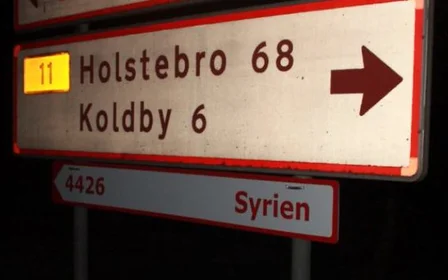 11 Holstebro 68
Koldby 6
4426 Syrien